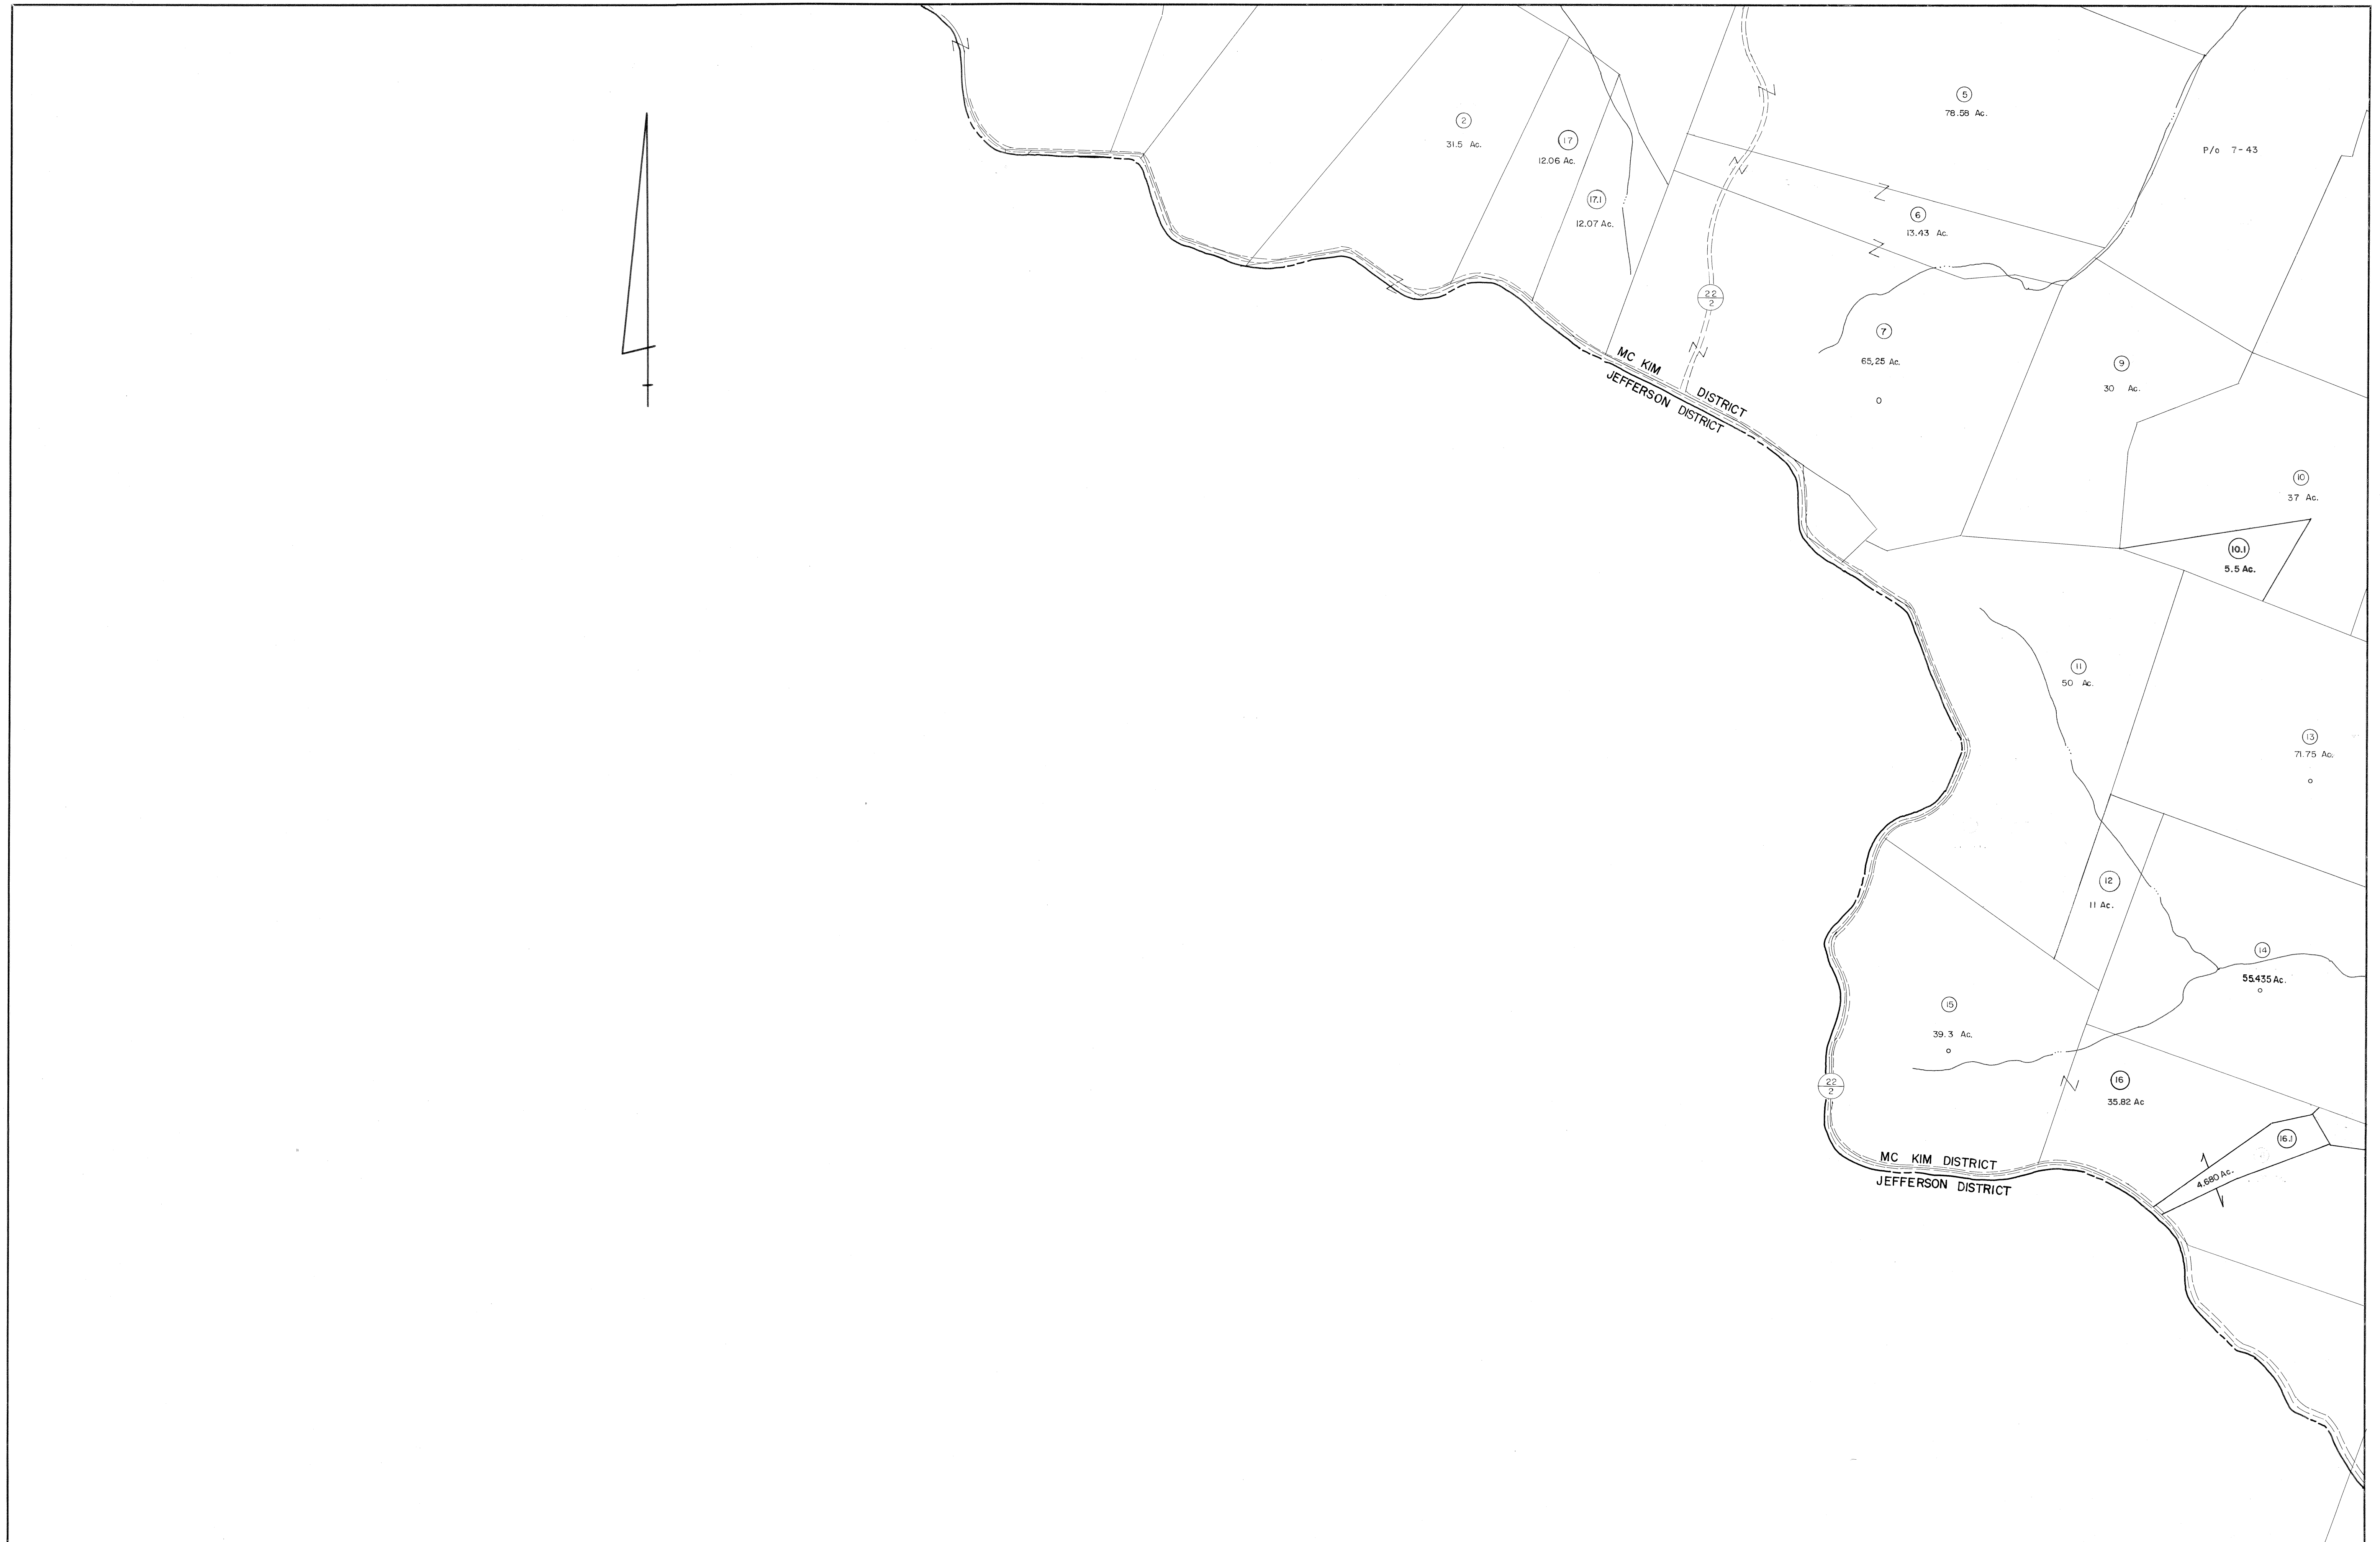 5
78.58 Ac.
2
31.5 Ac.
17
12.06 Ac.
P/o 7-43
17.1
12.07 Ac.
6
13.43 Ac.
22
2
7
65.25 Ac.
MC KIM DISTRICT
JEFFERSON DISTRICT
9
30 Ac.
10
37 Ac.
10.1
5.5 Ac.
11
50 Ac.
13
71.75 Ac.
12
11 Ac.
14
55.435 Ac.
15
39.3 Ac.
22
2
16
35.82 Ac
16.1
4.680 Ac.
MC KIM DISTRICT
JEFFERSON DISTRICT